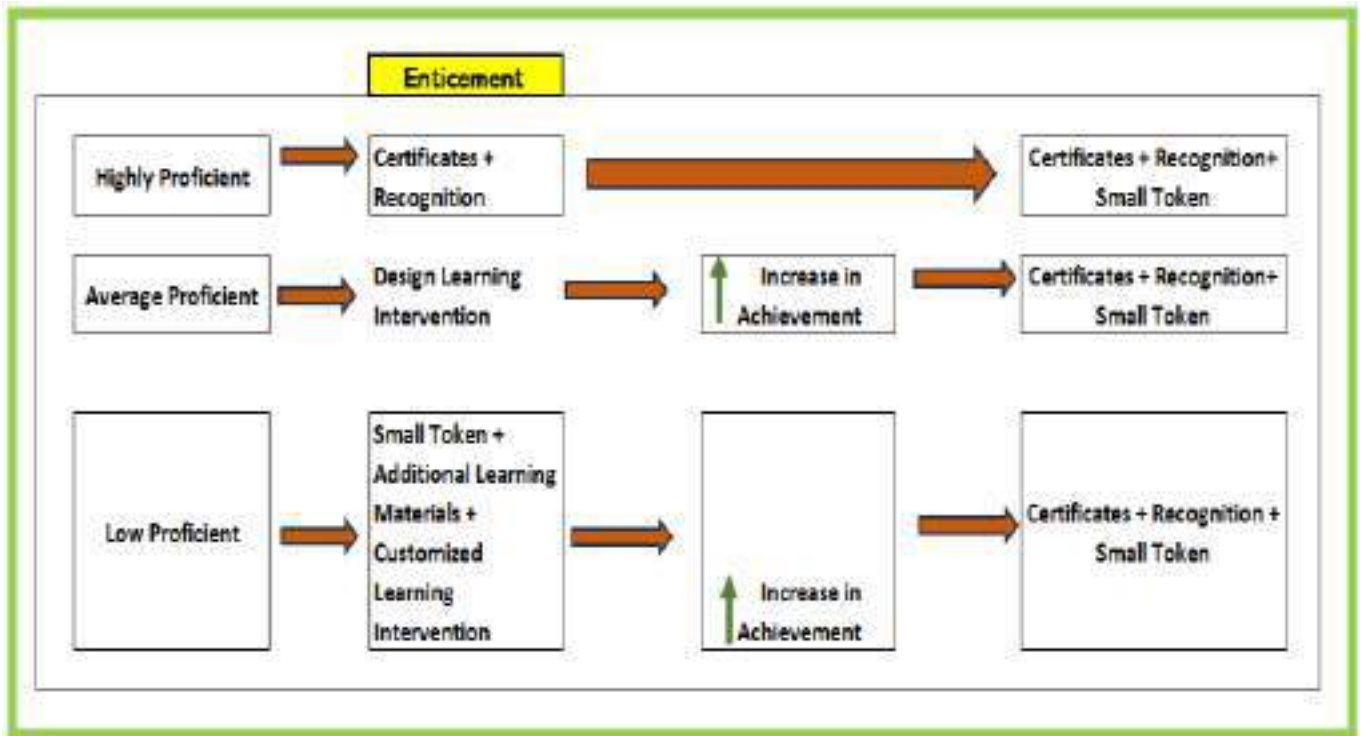 Enticement
Highly Proficient
Certificates +
Recognition
Certificates + Recognition+
Small Token
Average Proficient
Design Learning
Intervention
Increase in
Achievement
Certificates + Recognition+
Small Token
Low Proficient
Small Token +
Additional Learning
Materials +
Customized
Learning
Intervention
Increase in
Achievement
Certificates + Recognition +
Small Token